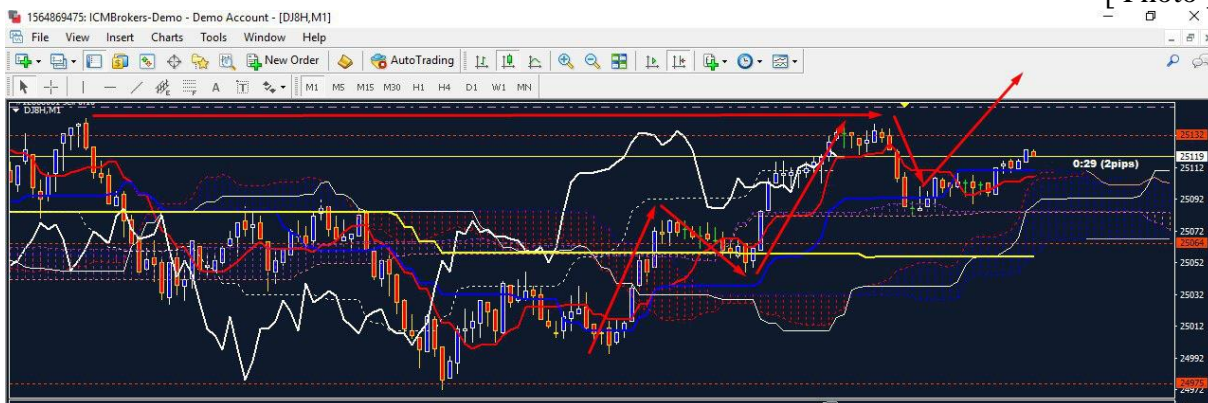 [ Photo
1564869475: ICMBrokers-Demo - Demo Account - [DJ8H,M1]
File View Insert Charts Tools Window Help
New Order AutoTrading
A T M1 M5 M15 M30 H1 H4 D1 W1 MN
DJ8H,M1
25132
25119
0:29 (2pips)
25112
25092
25072
25064
25052
25032
25012
24992
24975
24972